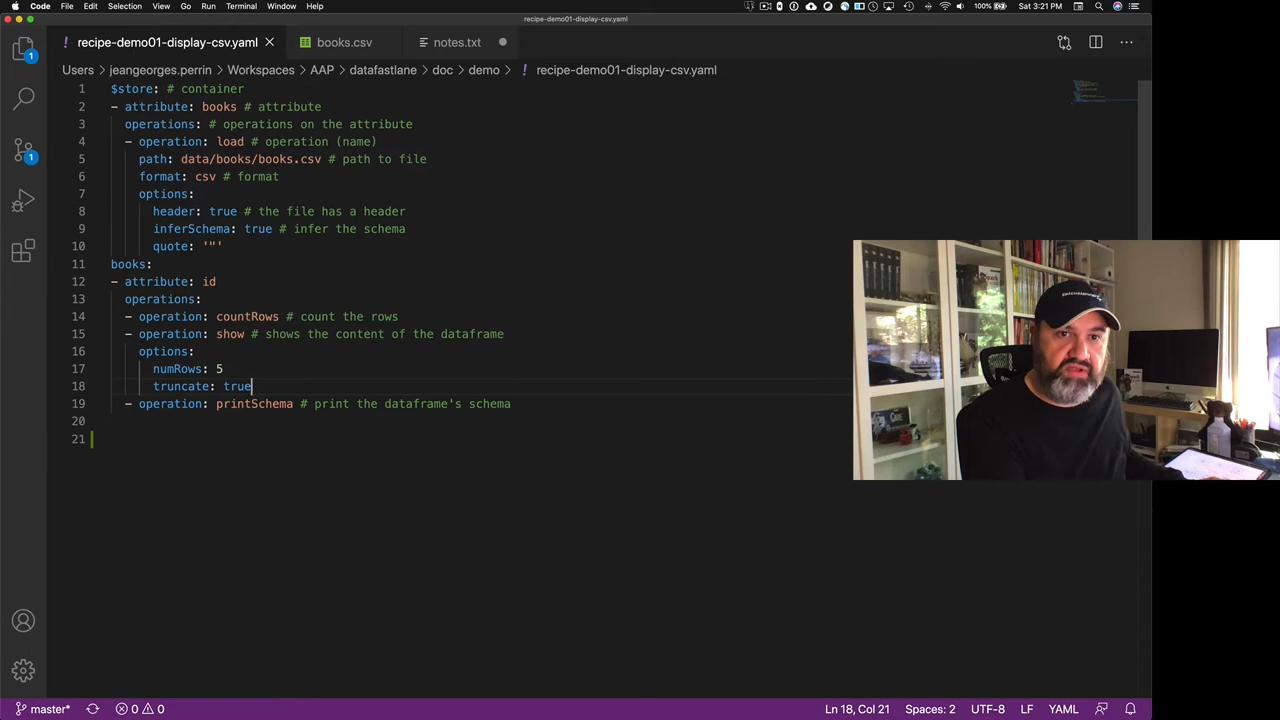 Code File Edit Selection View Go Run Terminal Window Help 100% Sat 3:21 PM
recipe-demo01-display-csv.yaml
! recipe-demo01-display-csv.yaml books.csv notes.txt
Users > jeangeorges.perrin > Workspaces > AAP > datafastlane > doc > demo > ! recipe-demo01-display-csv.yaml
1 $store: # container
2 - attribute: books # attribute
3 operations: # operations on the attribute
4 - operation: load # operation (name)
5 path: data/books/books.csv # path to file
6 format: csv # format
7 options:
8 header: true # the file has a header
9 inferSchema: true # infer the schema
10 quote: '"'
11 books:
12 - attribute: id
13 operations:
14 - operation: countRows # count the rows
15 - operation: show # shows the content of the dataframe
16 options:
17 numRows: 5
18 truncate: true
19 - operation: printSchema # print the dataframe's schema
20
21
1
1
master* 0 0 Ln 18, Col 21 Spaces: 2 UTF-8 LF YAML